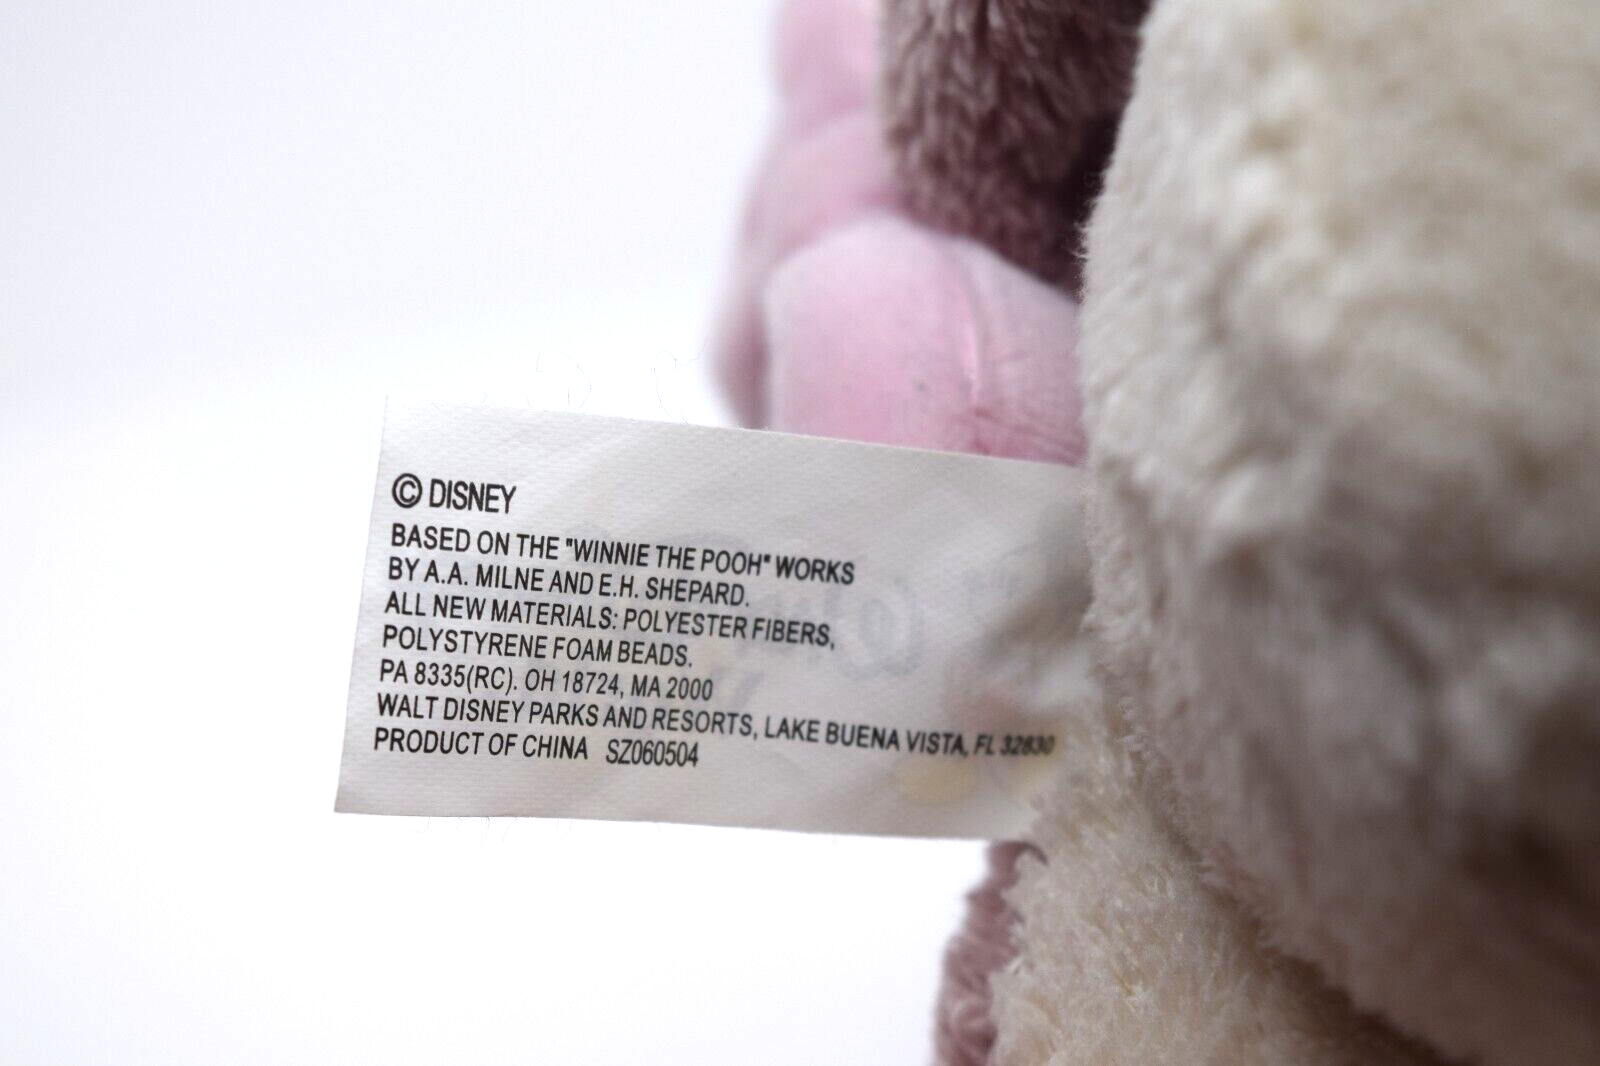 © DISNEY
BASED ON THE "WINNIE THE POOH" WORKS
BY A.A. MILNE AND E.H. SHEPARD.
ALL NEW MATERIALS: POLYESTER FIBERS,
POLYSTYRENE FOAM BEADS.
PA 8335(RC). OH 18724, MA 2000
WALT DISNEY PARKS AND RESORTS, LAKE BUENA VISTA, FL 32830
PRODUCT OF CHINA SZ060504